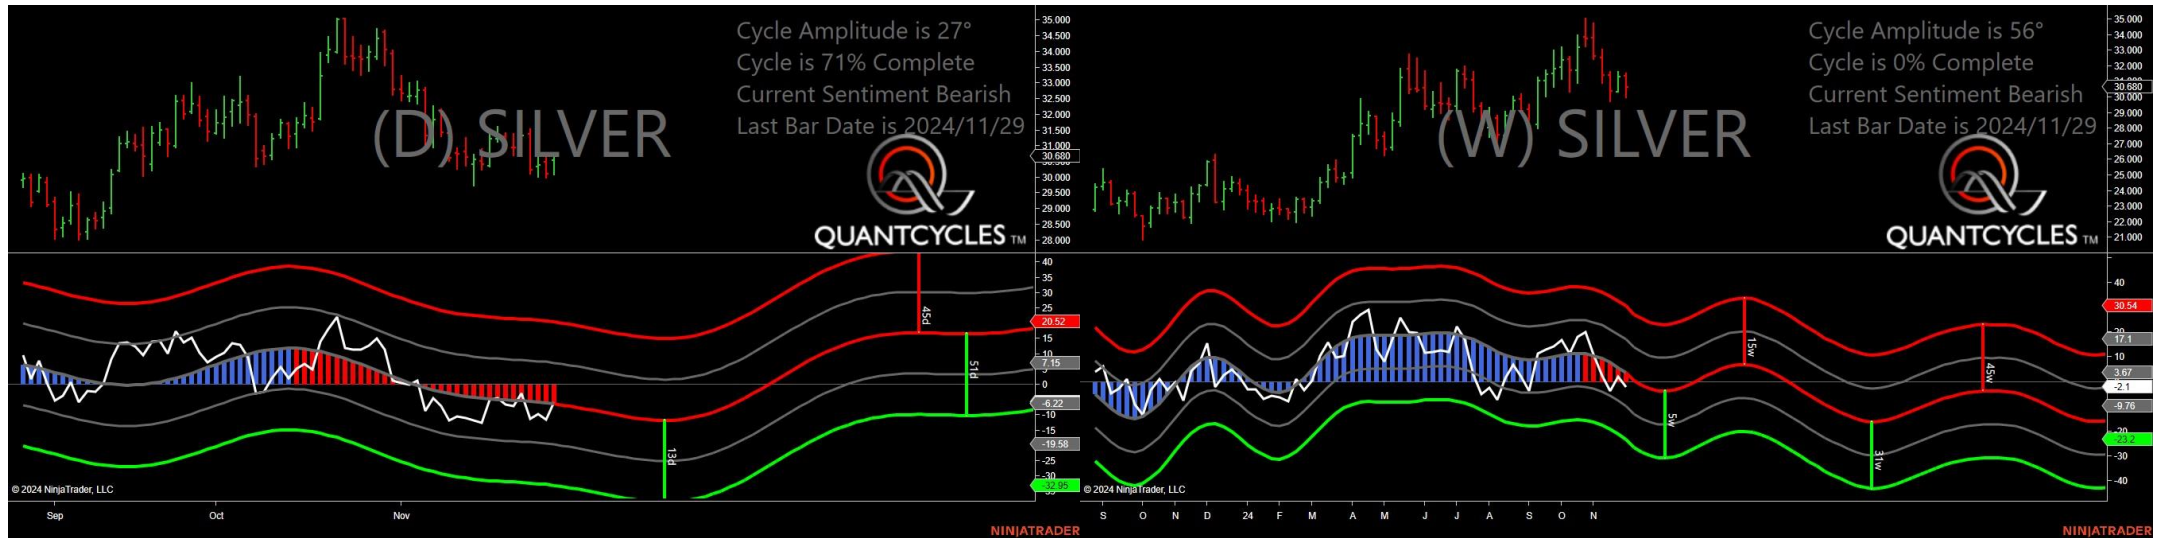 Cycle Amplitude is 27°
Cycle is 71% Complete
Current Sentiment Bearish
Last Bar Date is 2024/11/29
(D) SILVER
QUANTCYCLES TM
35.000
34.500
34.000
33.500
33.000
32.500
32.000
31.500
31.000
30.680
30.000
29.500
29.000
28.500
28.000
40
35
30
25
20.52
15
10
7.15
0
-6.22
-10
-15
-19.58
-25
-30
-32.95
45d
51d
13d
© 2024 NinjaTrader, LLC
Sep Oct Nov
NINJATRADER
Cycle Amplitude is 56°
Cycle is 0% Complete
Current Sentiment Bearish
Last Bar Date is 2024/11/29
(W) SILVER
QUANTCYCLES TM
35.000
34.000
33.000
32.000
30.680
30.000
29.000
28.000
27.000
26.000
25.000
24.000
23.000
22.000
21.000
40
30.54
20
17.1
10
3.67
-2.1
-9.76
-20
-23.2
-30
-40
15w
45w
5w
31w
© 2024 NinjaTrader, LLC
S O N D 24 F M A M J J A S O N
NINJATRADER